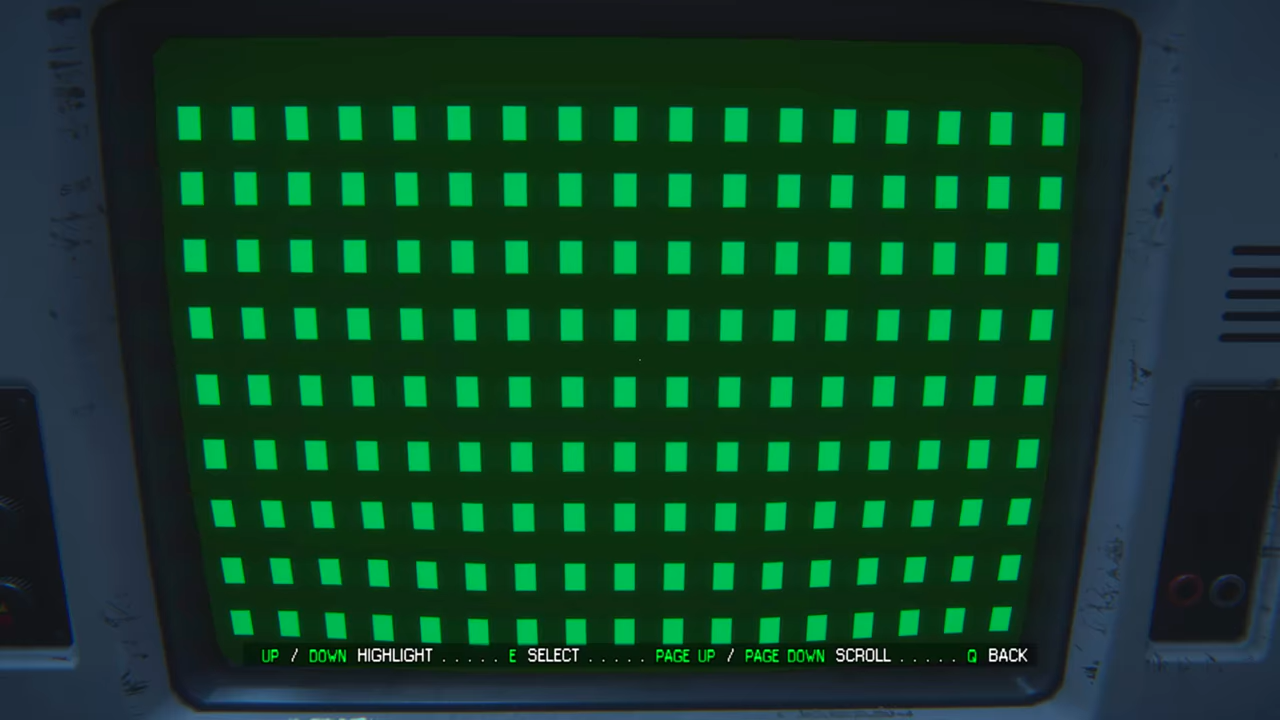 UP / DOWN HIGHLIGHT . . . . . . E SELECT . . . . . . PAGE UP / PAGE DOWN SCROLL . . . . . . Q BACK